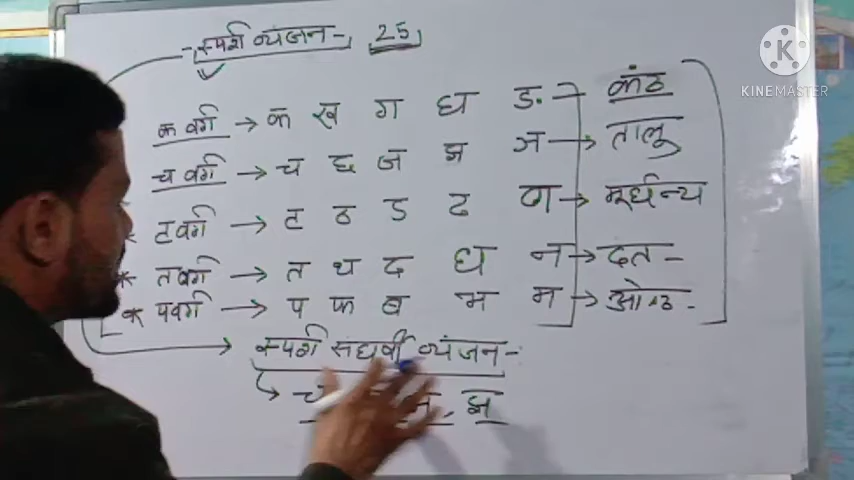 - स्पर्श व्यंजन - 25
क वर्ग → क ख ग घ ङ → कंठ
च वर्ग → च छ ज झ ञ → तालु
ट वर्ग → ट ठ ड ढ ण → मूर्धन्य
* त वर्ग → त थ द ध न → दंत -
* प वर्ग → प फ ब भ म → ओष्ठ -
स्पर्श संघर्षी व्यंजन -
→ च झ
K
KINEMASTER